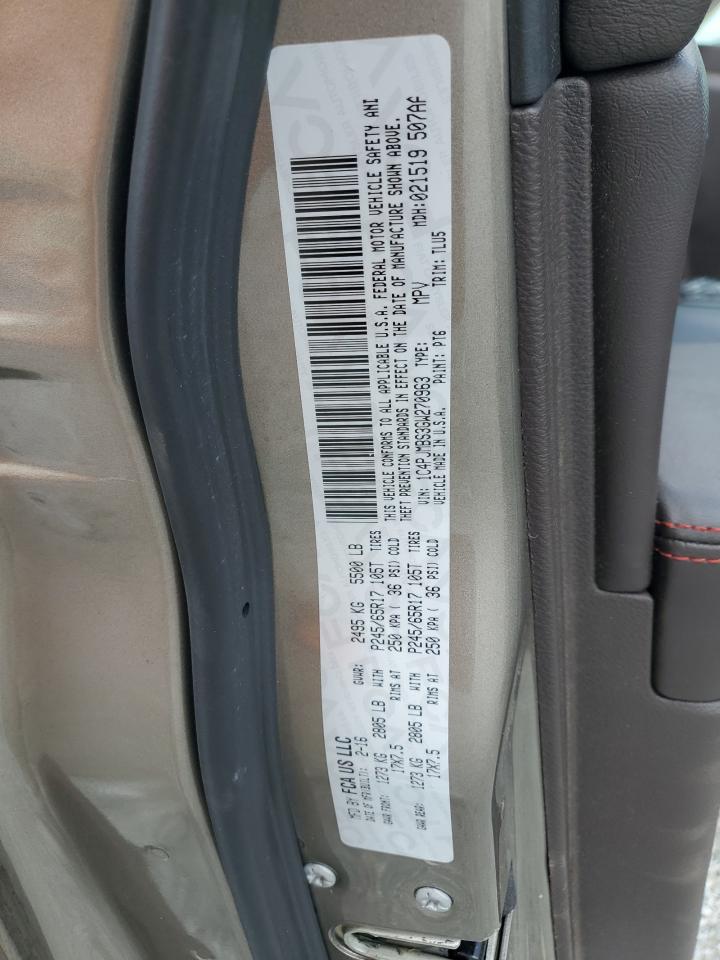 MFD BY FCA US LLC
DATE OF MFR(BUILT): 2-16 GVWR: 2495 KG 5500 LB
GAWR FRONT: 1273 KG 2805 LB WITH P245/65R17 105T TIRES
17X7.5 RIMS AT 250 KPA ( 36 PSI) COLD
GAWR REAR: 1273 KG 2805 LB WITH P245/65R17 105T TIRES
17X7.5 RIMS AT 250 KPA ( 36 PSI) COLD
THIS VEHICLE CONFORMS TO ALL APPLICABLE U.S.A. FEDERAL MOTOR VEHICLE SAFETY AND
THEFT PREVENTION STANDARDS IN EFFECT ON THE DATE OF MANUFACTURE SHOWN ABOVE.
VIN: 1C4PJMBS3GW270963 TYPE: MPV MDH:021519 507AF
VEHICLE MADE IN U.S.A. PAINT: PT6 TRIM: TLU5